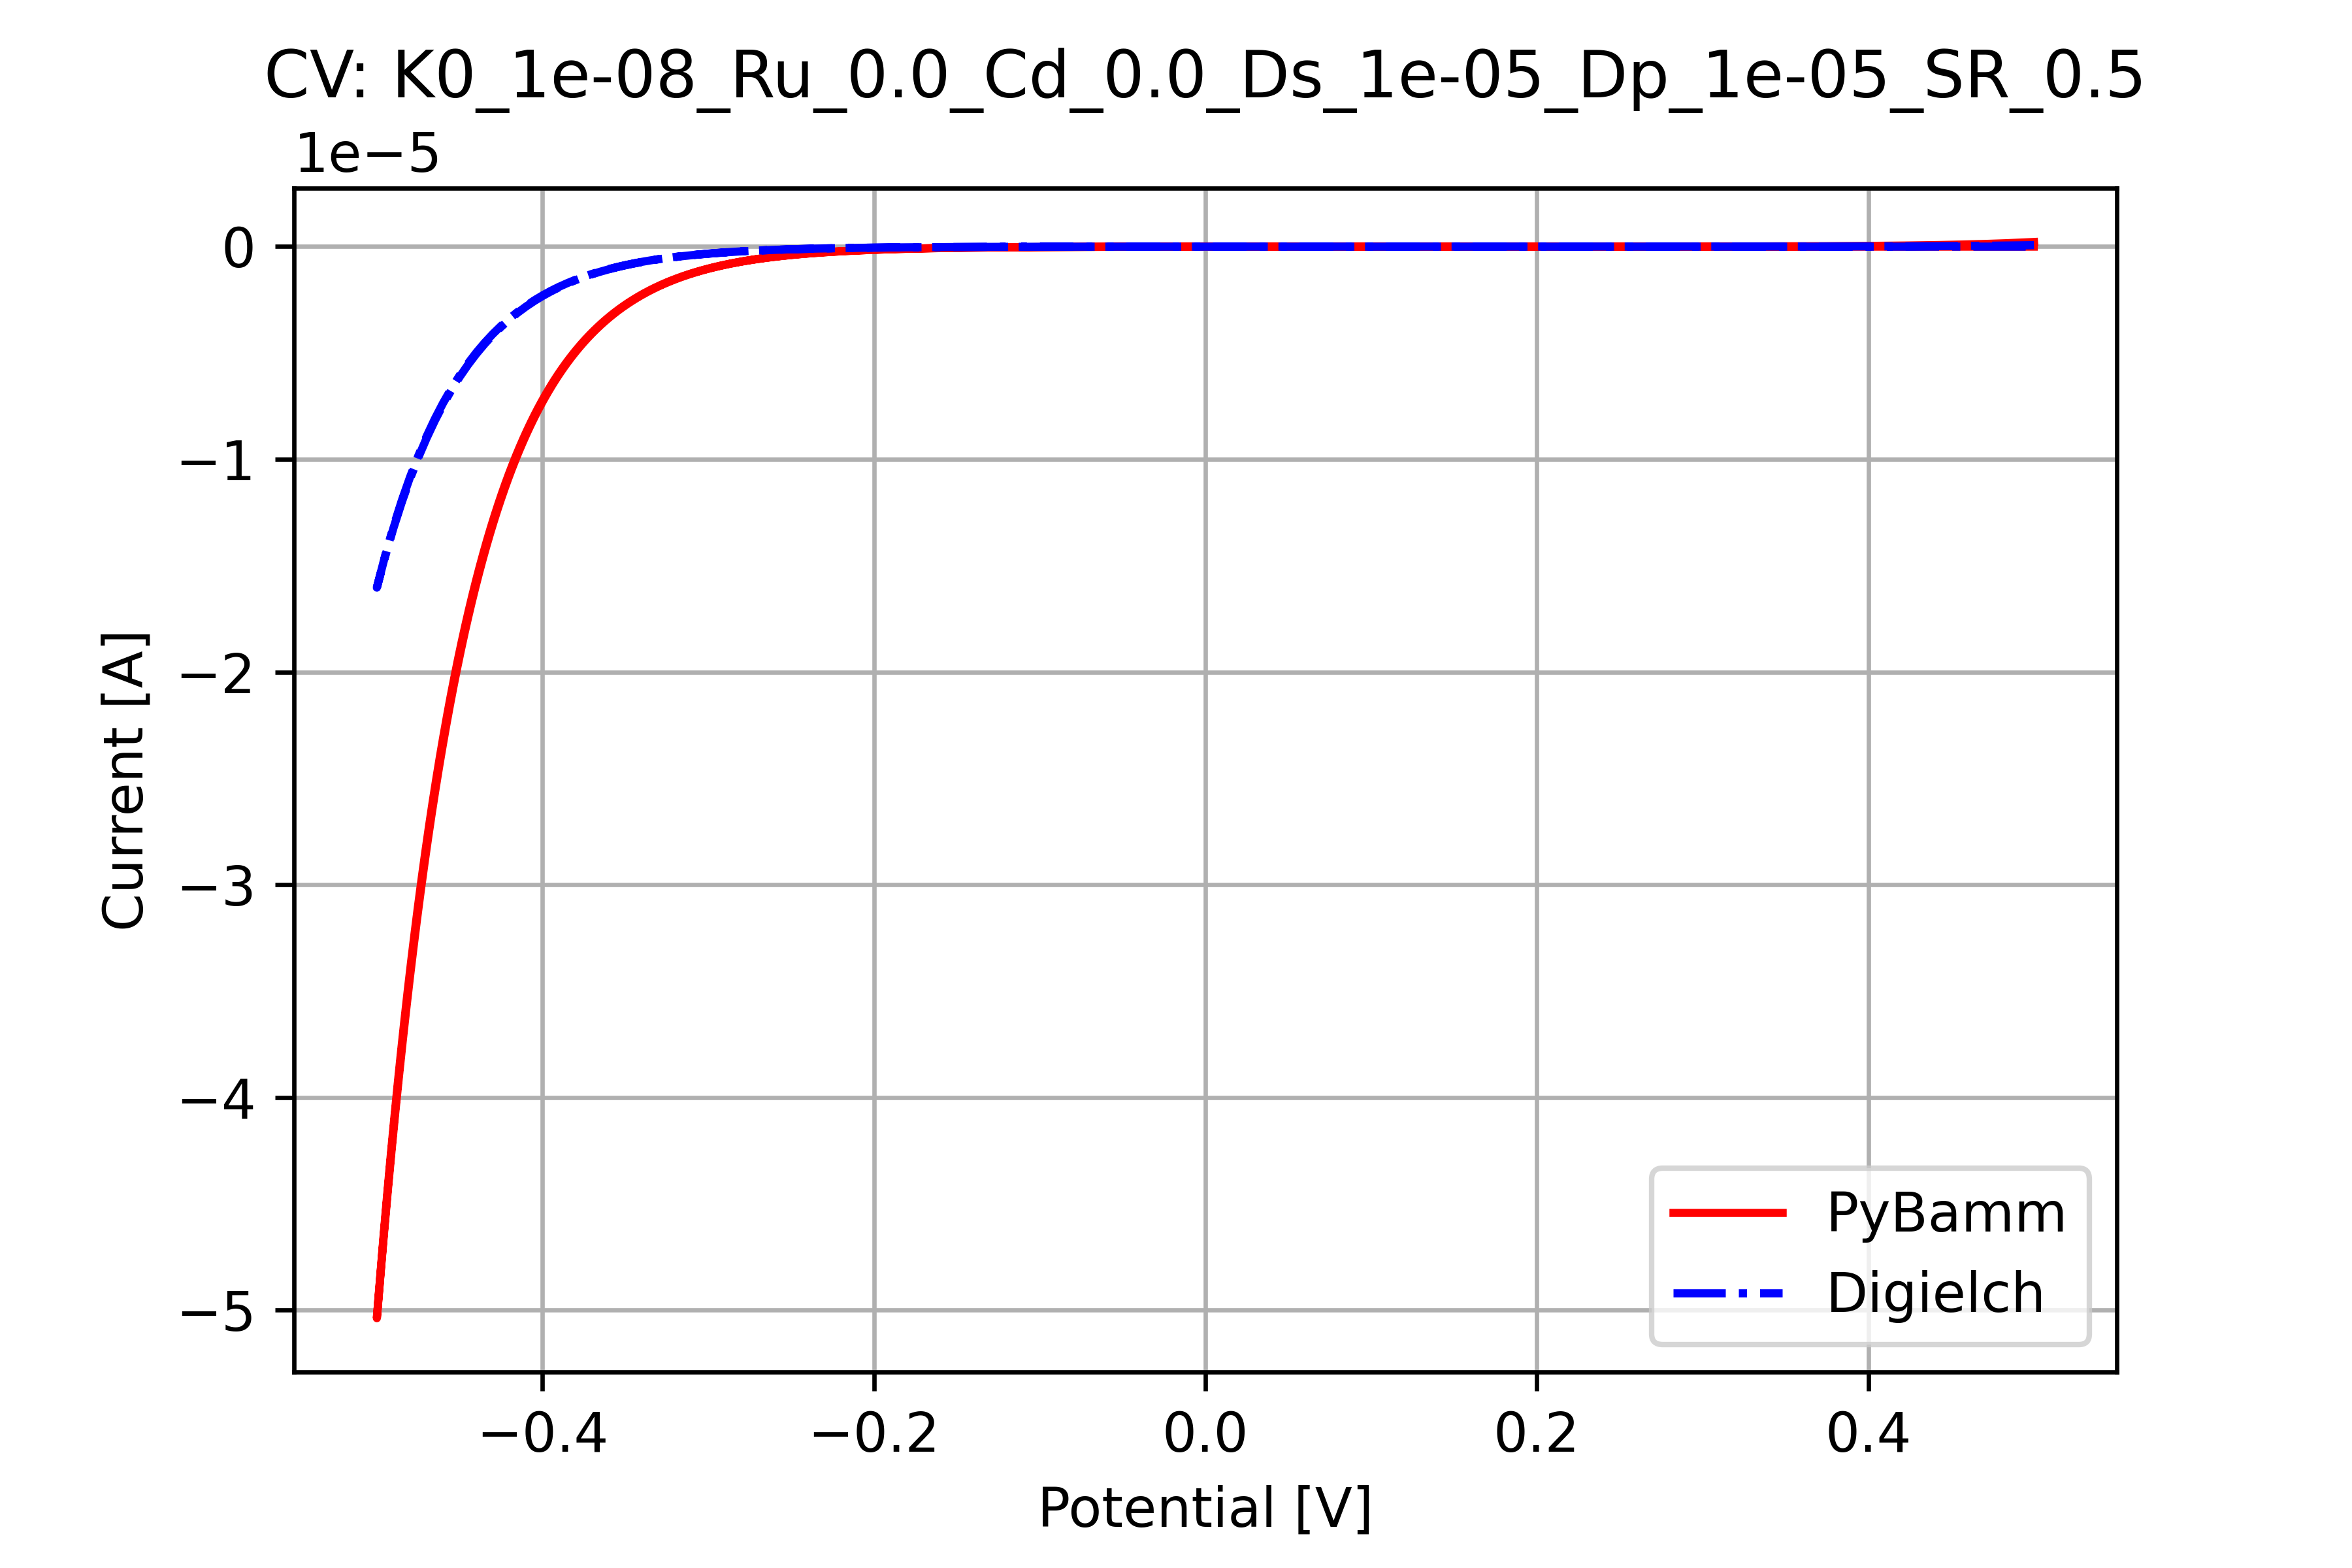 CV: K0_1e-08_Ru_0.0_Cd_0.0_Ds_1e-05_Dp_1e-05_SR_0.5
1e−5
0
−1
−2
−3
−4
−5
Current [A]
−0.4 −0.2 0.0 0.2 0.4
Potential [V]
PyBamm
Digielch